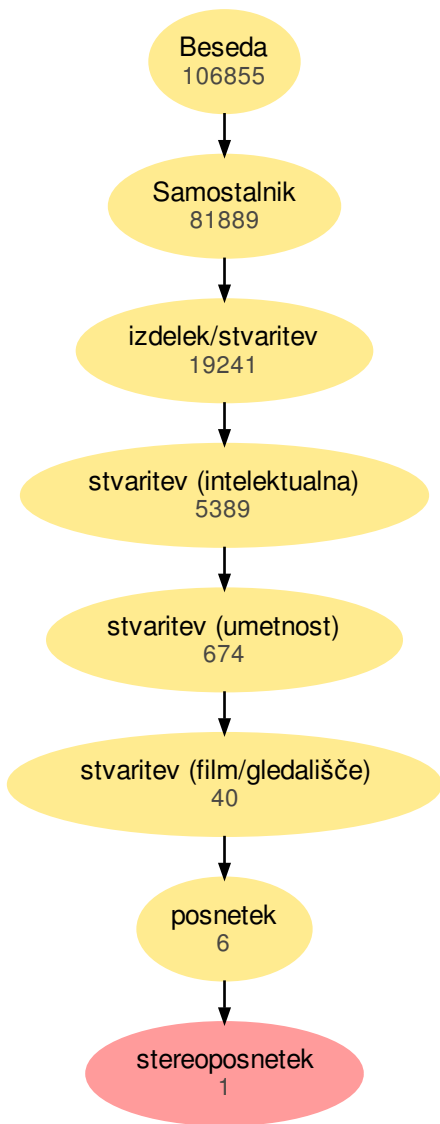 Beseda
106855
Samostalnik
81889
izdelek/stvaritev
19241
stvaritev (intelektualna)
5389
stvaritev (umetnost)
674
stvaritev (film/gledališče)
40
posnetek
6
stereoposnetek
1